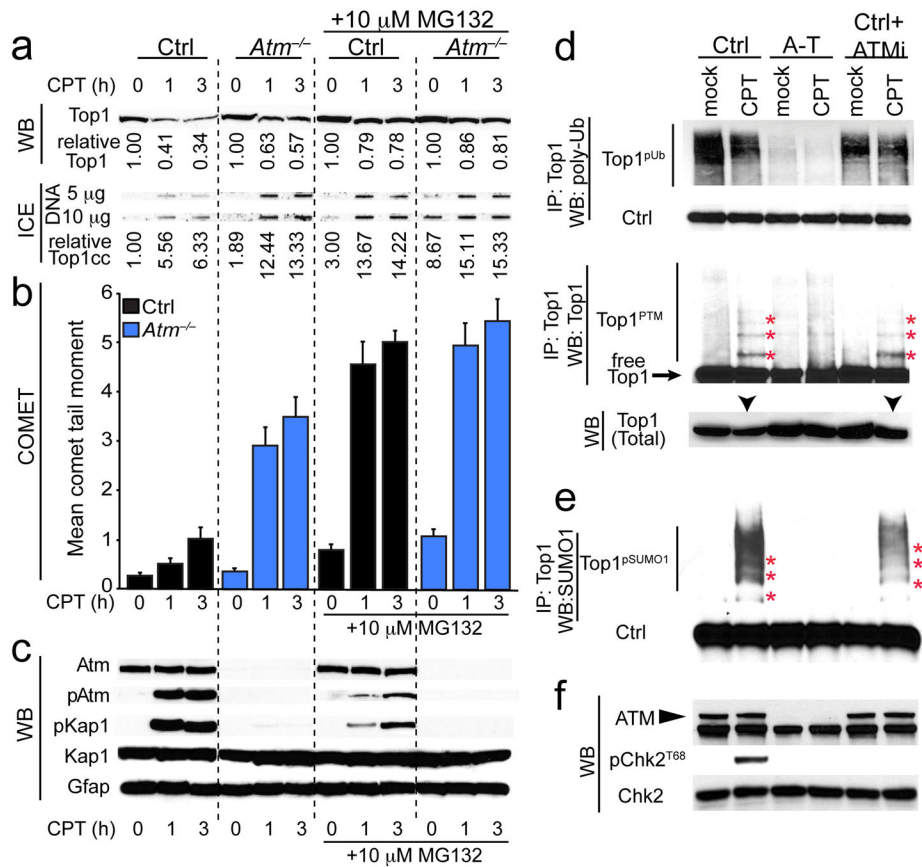 +10 µM MG132
a
Ctrl
Atm–/–
Ctrl
Atm–/–
CPT (h) 0 1 3 0 1 3 0 1 3 0 1 3
WB
Top1
relative
Top1
1.00 0.41 0.34 1.00 0.63 0.57 1.00 0.79 0.78 1.00 0.86 0.81
ICE
DNA
5 µg
10 µg
relative
Top1cc
1.00 5.56 6.33 1.89 12.44 13.33 3.00 13.67 14.22 8.67 15.11 15.33
b
COMET
Mean comet tail moment
6
5
4
3
2
1
0
Ctrl
Atm–/–
CPT (h) 0 1 3 0 1 3 0 1 3 0 1 3
+10 µM MG132
c
WB
Atm
pAtm
pKap1
Kap1
Gfap
CPT (h) 0 1 3 0 1 3 0 1 3 0 1 3
+10 µM MG132
d
Ctrl
A-T
Ctrl+
ATMi
mock CPT mock CPT mock CPT
IP: Top1
WB: poly-Ub
Top1pUb
Ctrl
IP: Top1
WB: Top1
Top1PTM
*
*
*
*
*
*
free
Top1
WB
Top1
(Total)
e
IP: Top1
WB:SUMO1
Top1pSUMO1
*
*
*
*
*
*
Ctrl
f
WB
ATM
pChk2T68
Chk2